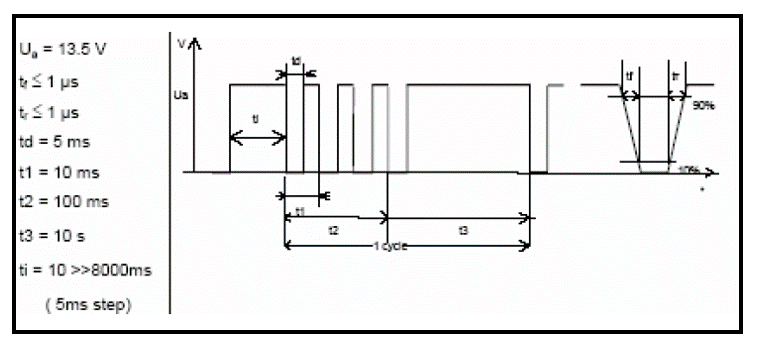 Ua = 13.5 V
tf ≤ 1 µs
tr ≤ 1 µs
td = 5 ms
t1 = 10 ms
t2 = 100 ms
t3 = 10 s
ti = 10 >>8000ms
( 5ms step)
V
td
tf
tr
Ua
90%
ti
10%
t1
t2
t3
1 cycle